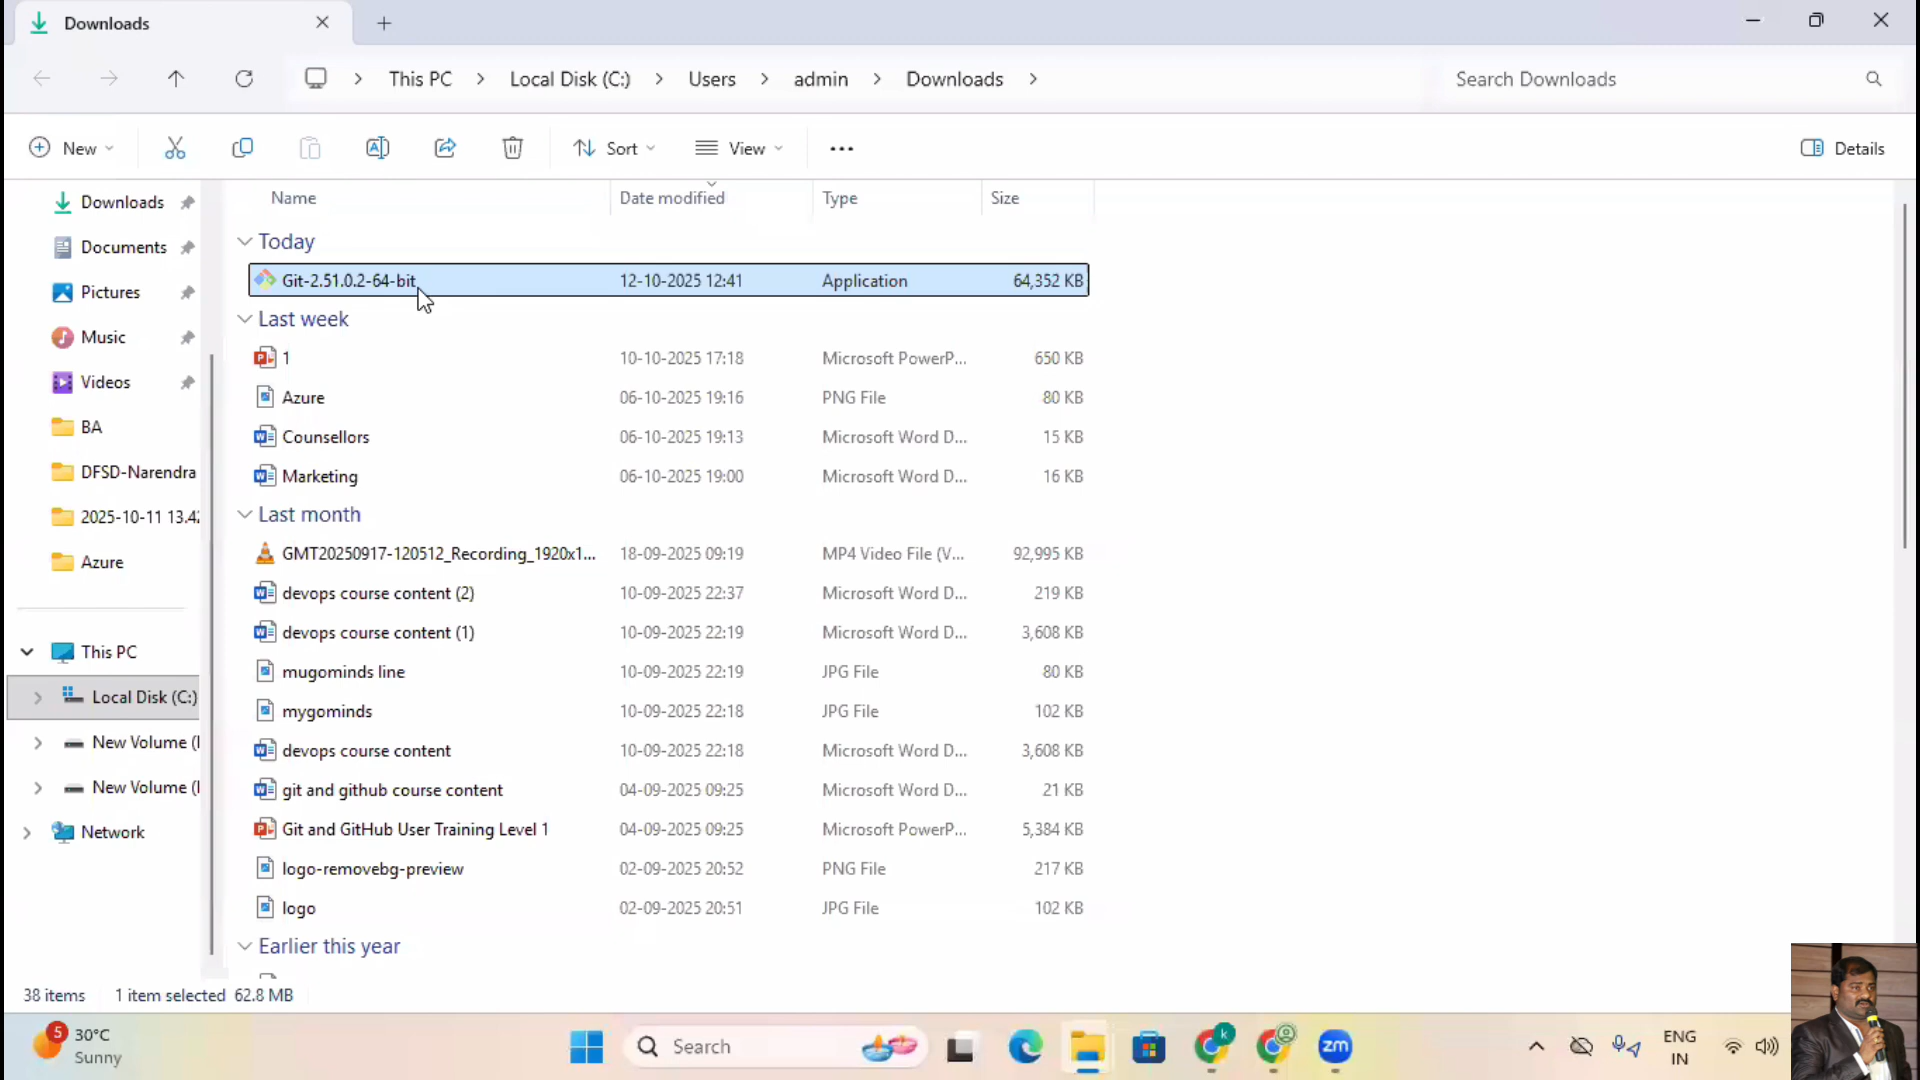 Downloads
This PC
Local Disk (C:)
Users
admin
Downloads
Search Downloads
New
Sort
View
Details
Downloads
Documents
Pictures
Music
Videos
BA
DFSD-Narendra
2025-10-11 13.42
Azure
This PC
Local Disk (C:)
New Volume (
New Volume (
Network
Name Date modified Type Size
Today
Git-2.51.0.2-64-bit 12-10-2025 12:41 Application 64,352 KB
Last week
1 10-10-2025 17:18 Microsoft PowerP... 650 KB
Azure 06-10-2025 19:16 PNG File 80 KB
Counsellors 06-10-2025 19:13 Microsoft Word D... 15 KB
Marketing 06-10-2025 19:00 Microsoft Word D... 16 KB
Last month
GMT20250917-120512_Recording_1920x1... 18-09-2025 09:19 MP4 Video File (V... 92,995 KB
devops course content (2) 10-09-2025 22:37 Microsoft Word D... 219 KB
devops course content (1) 10-09-2025 22:19 Microsoft Word D... 3,608 KB
mugominds line 10-09-2025 22:19 JPG File 80 KB
mygominds 10-09-2025 22:18 JPG File 102 KB
devops course content 10-09-2025 22:18 Microsoft Word D... 3,608 KB
git and github course content 04-09-2025 09:25 Microsoft Word D... 21 KB
Git and GitHub User Training Level 1 04-09-2025 09:25 Microsoft PowerP... 5,384 KB
logo-removebg-preview 02-09-2025 20:52 PNG File 217 KB
logo 02-09-2025 20:51 JPG File 102 KB
Earlier this year
38 items 1 item selected 62.8 MB
5
30°C
Sunny
Search
k
zm
ENG
IN